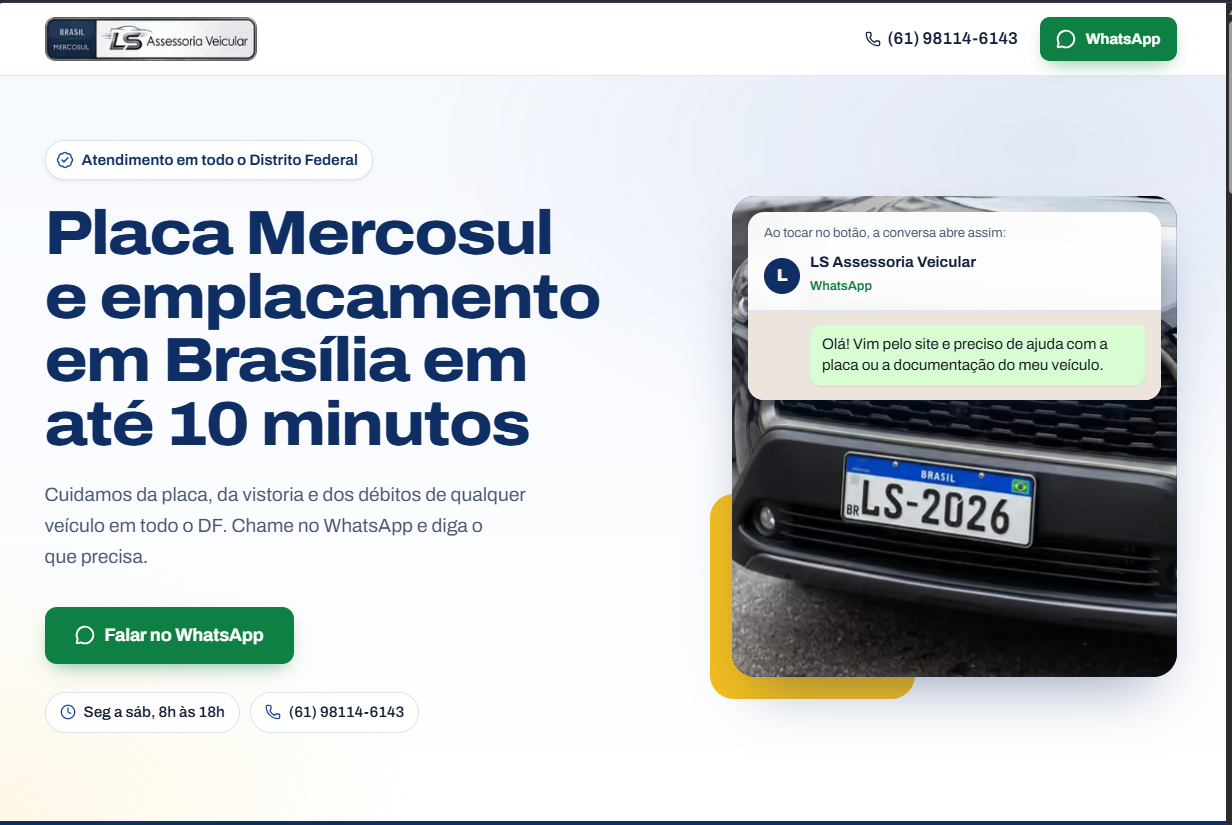 BRASIL
MERCOSUL
LS Assessoria Veicular
(61) 98114-6143
WhatsApp
Atendimento em todo o Distrito Federal
Placa Mercosul
e emplacamento
em Brasília em
até 10 minutos
Cuidamos da placa, da vistoria e dos débitos de qualquer
veículo em todo o DF. Chame no WhatsApp e diga o
que precisa.
Falar no WhatsApp
Seg a sáb, 8h às 18h
(61) 98114-6143
Ao tocar no botão, a conversa abre assim:
L
LS Assessoria Veicular
WhatsApp
Olá! Vim pelo site e preciso de ajuda com a
placa ou a documentação do meu veículo.
BRASIL
BR
LS-2026